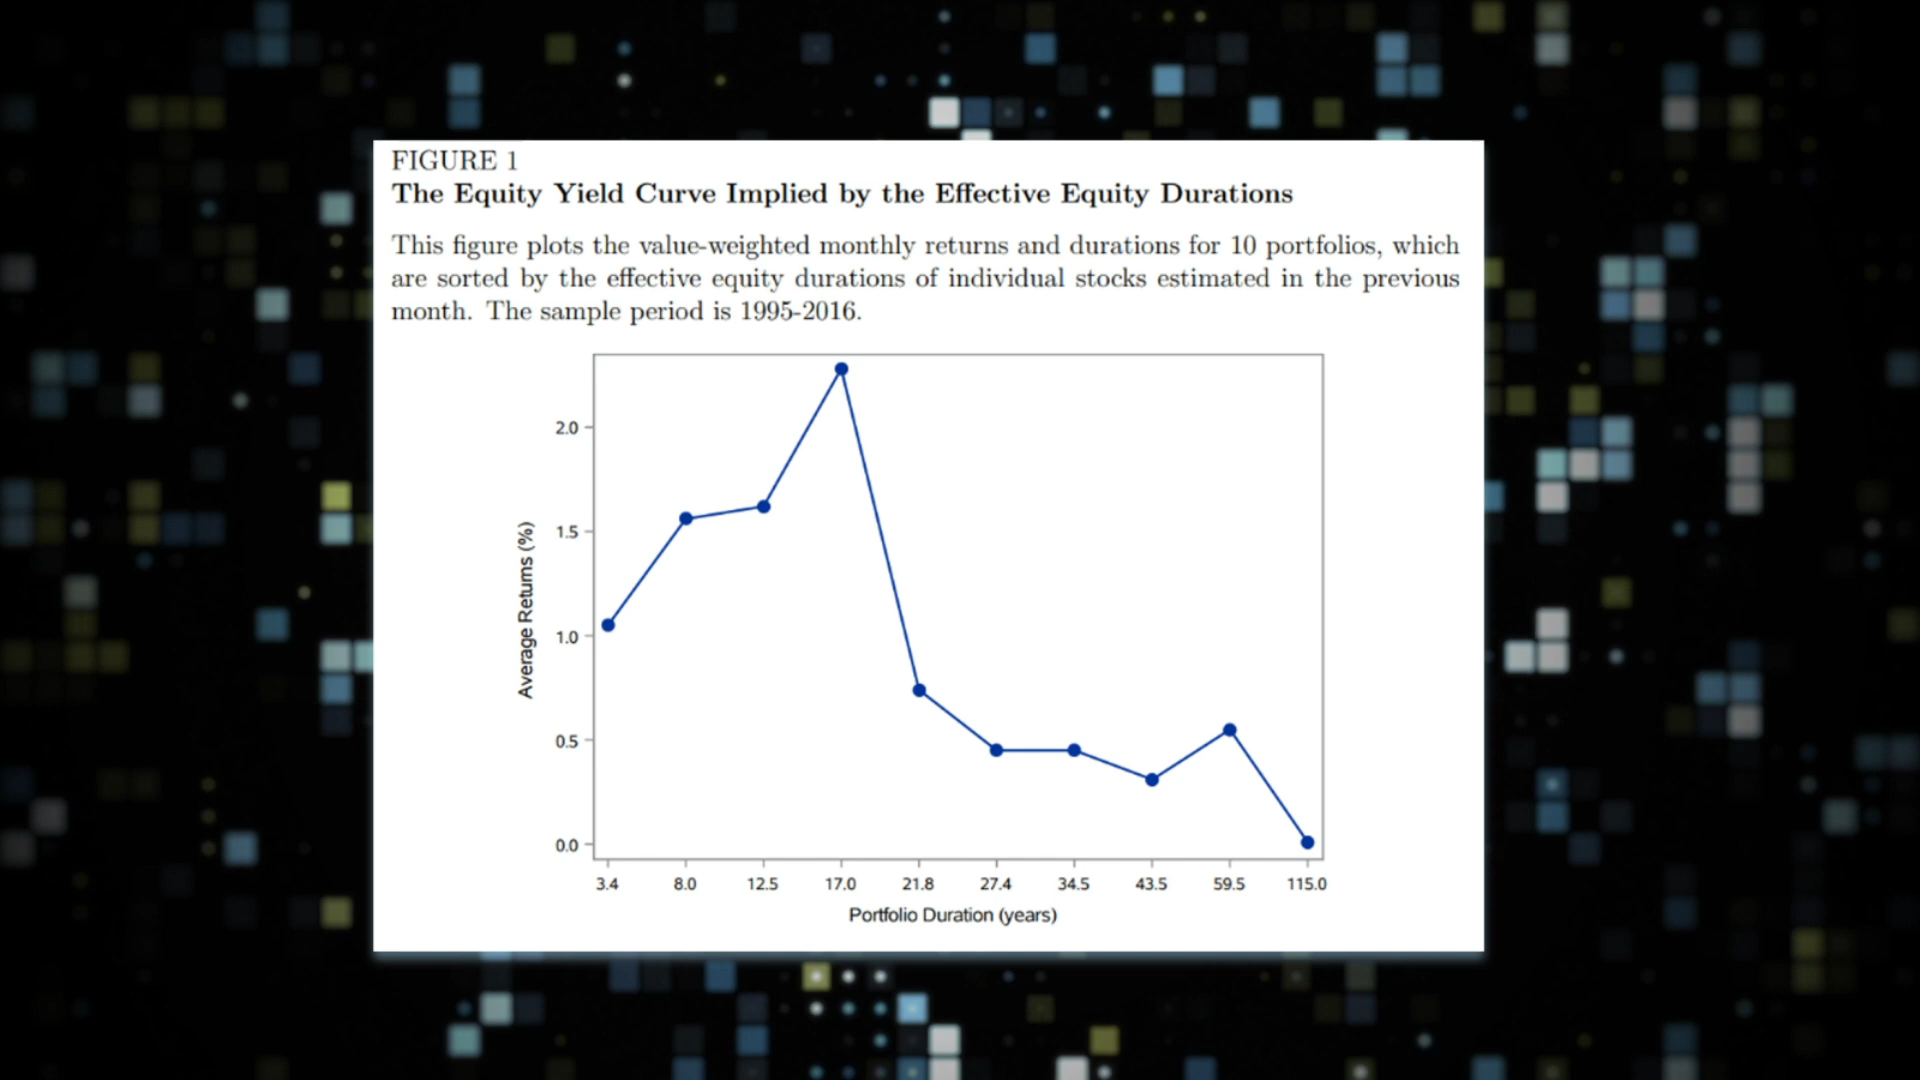 FIGURE 1
The Equity Yield Curve Implied by the Effective Equity Durations
This figure plots the value-weighted monthly returns and durations for 10 portfolios, which
are sorted by the effective equity durations of individual stocks estimated in the previous
month. The sample period is 1995-2016.
2.0
1.5
1.0
0.5
0.0
Average Returns (%)
3.4 8.0 12.5 17.0 21.8 27.4 34.5 43.5 59.5 115.0
Portfolio Duration (years)